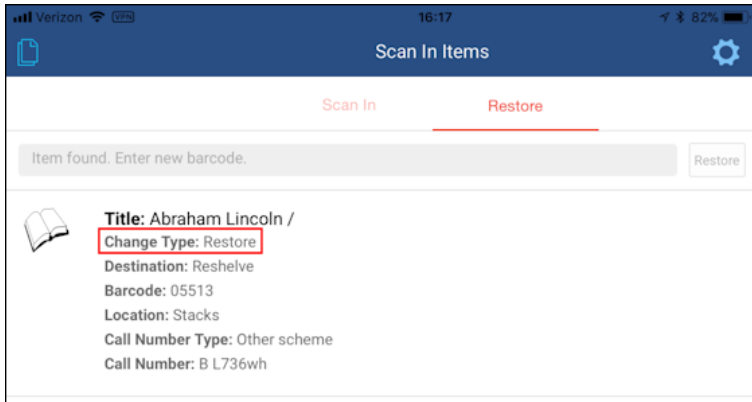 Verizon VPN 16:17 82%
Scan In Items
Scan In Restore
Item found. Enter new barcode. Restore
Title: Abraham Lincoln /
Change Type: Restore
Destination: Reshelve
Barcode: 05513
Location: Stacks
Call Number Type: Other scheme
Call Number: B L736wh